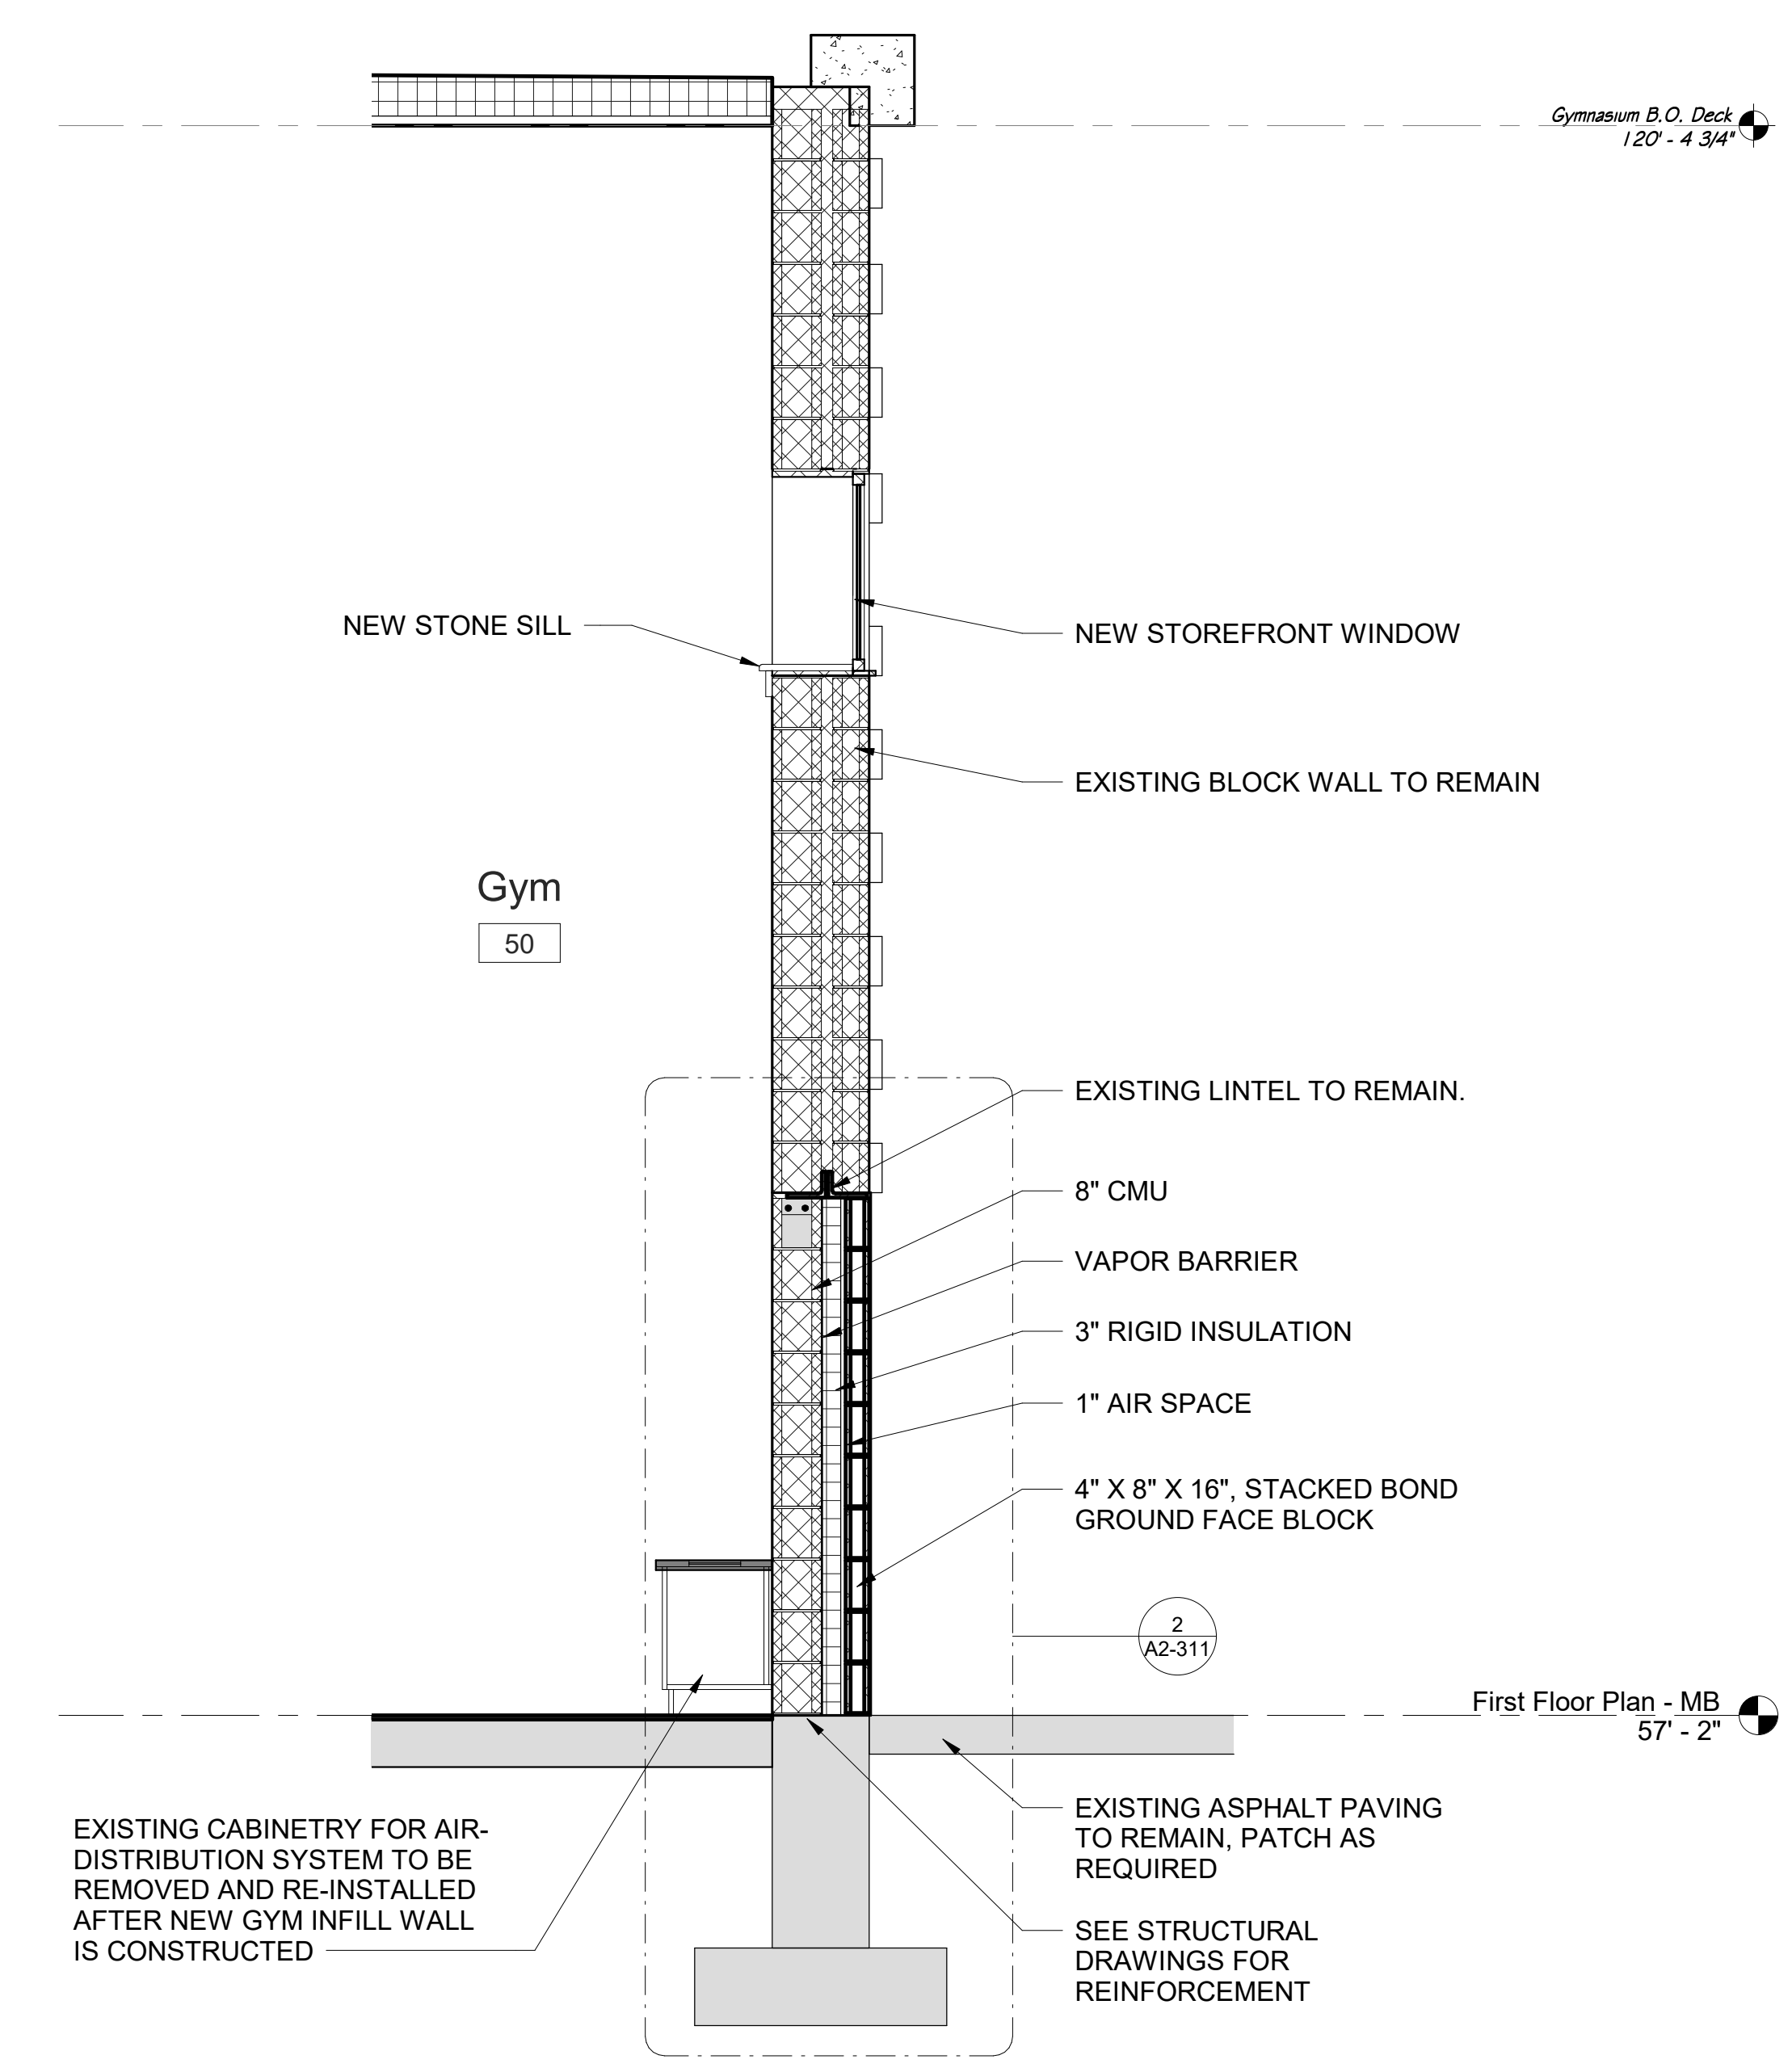 Gymnasium B.O. Deck
120' - 4 3/4"
NEW STONE SILL
NEW STOREFRONT WINDOW
EXISTING BLOCK WALL TO REMAIN
Gym
50
EXISTING LINTEL TO REMAIN.
8" CMU
VAPOR BARRIER
3" RIGID INSULATION
1" AIR SPACE
4" X 8" X 16", STACKED BOND
GROUND FACE BLOCK
2
A2-311
First Floor Plan - MB
57' - 2"
EXISTING CABINETRY FOR AIR-
DISTRIBUTION SYSTEM TO BE
REMOVED AND RE-INSTALLED
AFTER NEW GYM INFILL WALL
IS CONSTRUCTED
EXISTING ASPHALT PAVING
TO REMAIN, PATCH AS
REQUIRED
SEE STRUCTURAL
DRAWINGS FOR
REINFORCEMENT